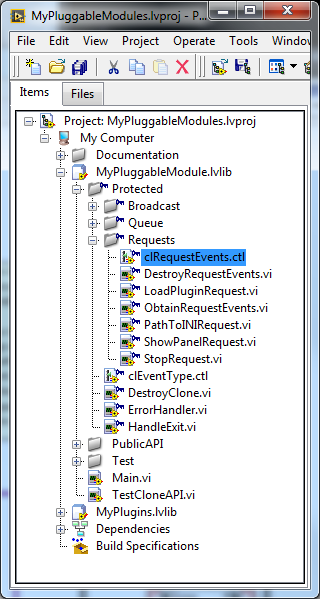 MyPluggableModules.lvproj - P...
File Edit View Project Operate Tools Window
Items Files
Project: MyPluggableModules.lvproj
My Computer
Documentation
MyPluggableModule.lvlib
Protected
Broadcast
Queue
Requests
clRequestEvents.ctl
DestroyRequestEvents.vi
LoadPluginRequest.vi
ObtainRequestEvents.vi
PathToINIRequest.vi
ShowPanelRequest.vi
StopRequest.vi
clEventType.ctl
DestroyClone.vi
ErrorHandler.vi
HandleExit.vi
PublicAPI
Test
Main.vi
TestCloneAPI.vi
MyPlugins.lvlib
Dependencies
Build Specifications